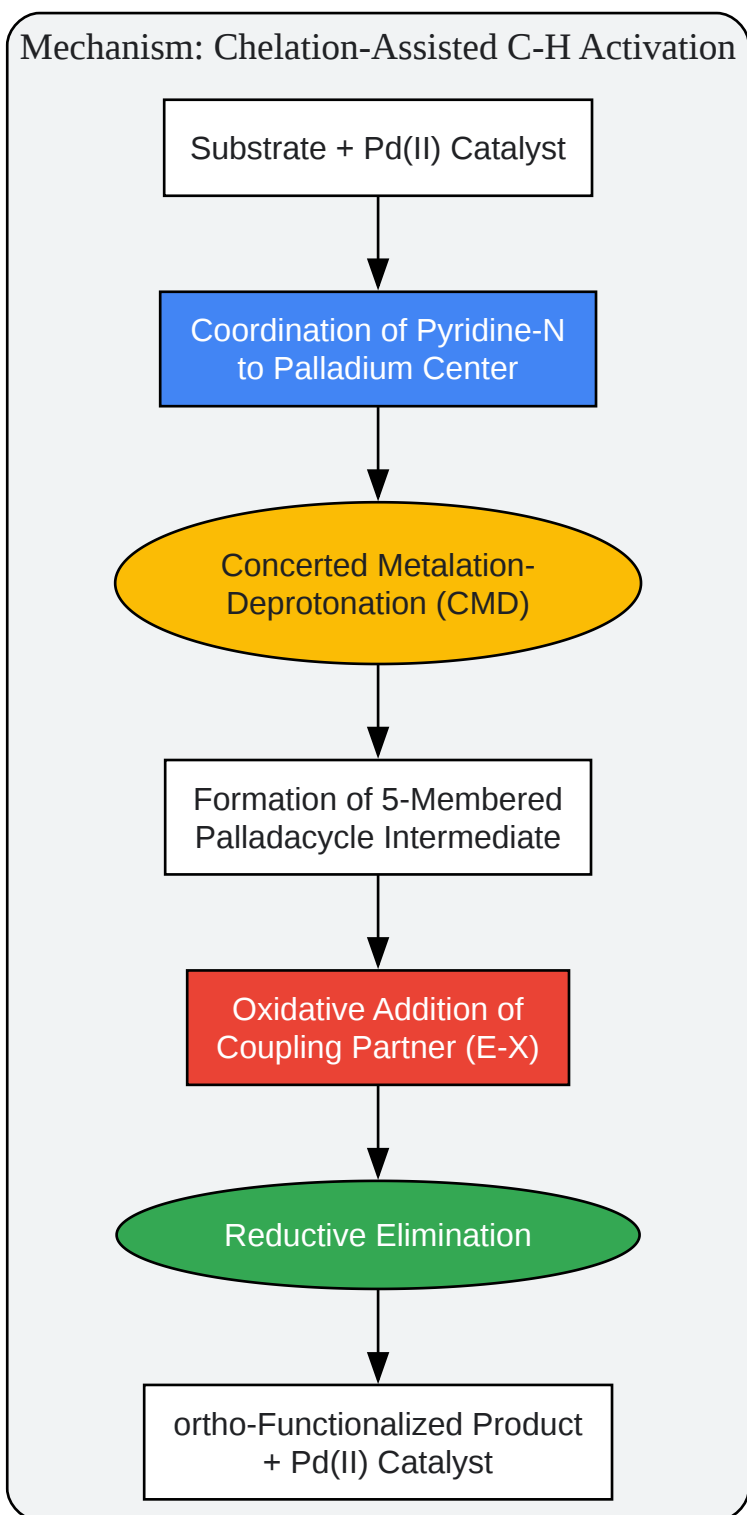 Mechanism: Chelation-Assisted C-H Activation
Substrate + Pd(II) Catalyst
Coordination of Pyridine-N
to Palladium Center
Concerted Metalation-
Deprotonation (CMD)
Formation of 5-Membered
Palladacycle Intermediate
Oxidative Addition of
Coupling Partner (E-X)
Reductive Elimination
ortho-Functionalized Product
+ Pd(II) Catalyst